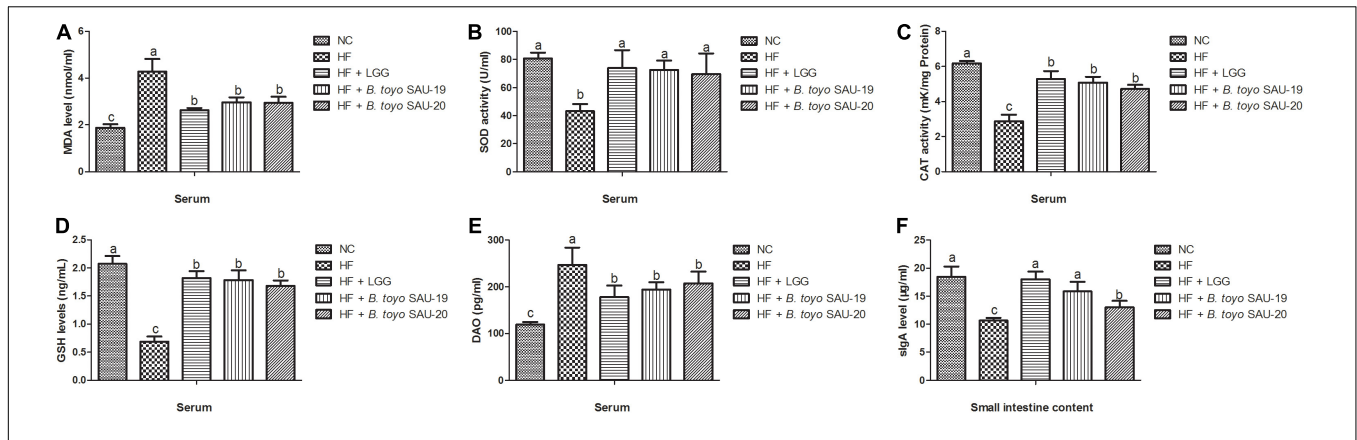 A
MDA level (nmol/ml)
6
4
2
0
c
a
b
b
b
Serum
NC
HF
HF + LGG
HF + B. toyo SAU-19
HF + B. toyo SAU-20
B
SOD activity (U/ml)
100
80
60
40
20
0
a
b
a
a
a
Serum
NC
HF
HF + LGG
HF + B. toyo SAU-19
HF + B. toyo SAU-20
C
CAT activity (mK/mg Protein)
8
6
4
2
0
a
c
b
b
b
Serum
NC
HF
HF + LGG
HF + B. toyo SAU-19
HF + B. toyo SAU-20
D
GSH levels (ng/mL)
2.5
2.0
1.5
1.0
0.5
0.0
a
d
b
b
b
Serum
NC
HF
HF + LGG
HF + B. toyo SAU-19
HF + B. toyo SAU-20
E
DAO (pg/ml)
300
200
100
0
c
a
b
b
b
Serum
NC
HF
HF + LGG
HF + B. toyo SAU-19
HF + B. toyo SAU-20
F
sIgA level (μg/ml)
25
20
15
10
5
0
a
c
a
a
b
Small intestine content
NC
HF
HF + LGG
HF + B. toyo SAU-19
HF + B. toyo SAU-20